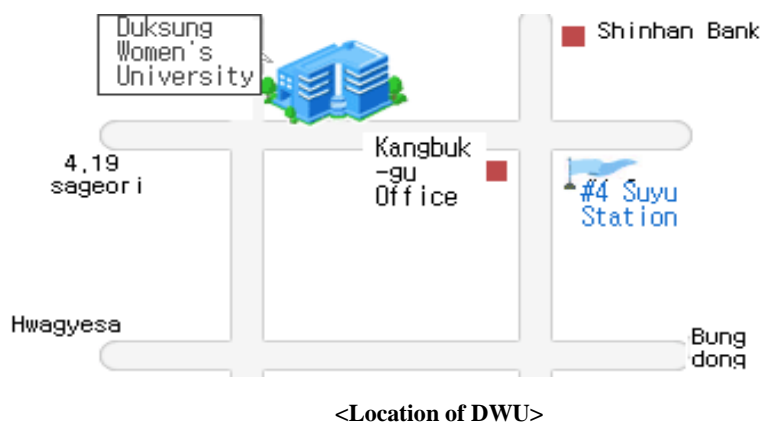 Duksung
Women's
University
Shinhan Bank
4.19
sageori
Kangbuk
-gu
Office
#4 Suyu
Station
Hwagyesa
Bung
dong
<Location of DWU>